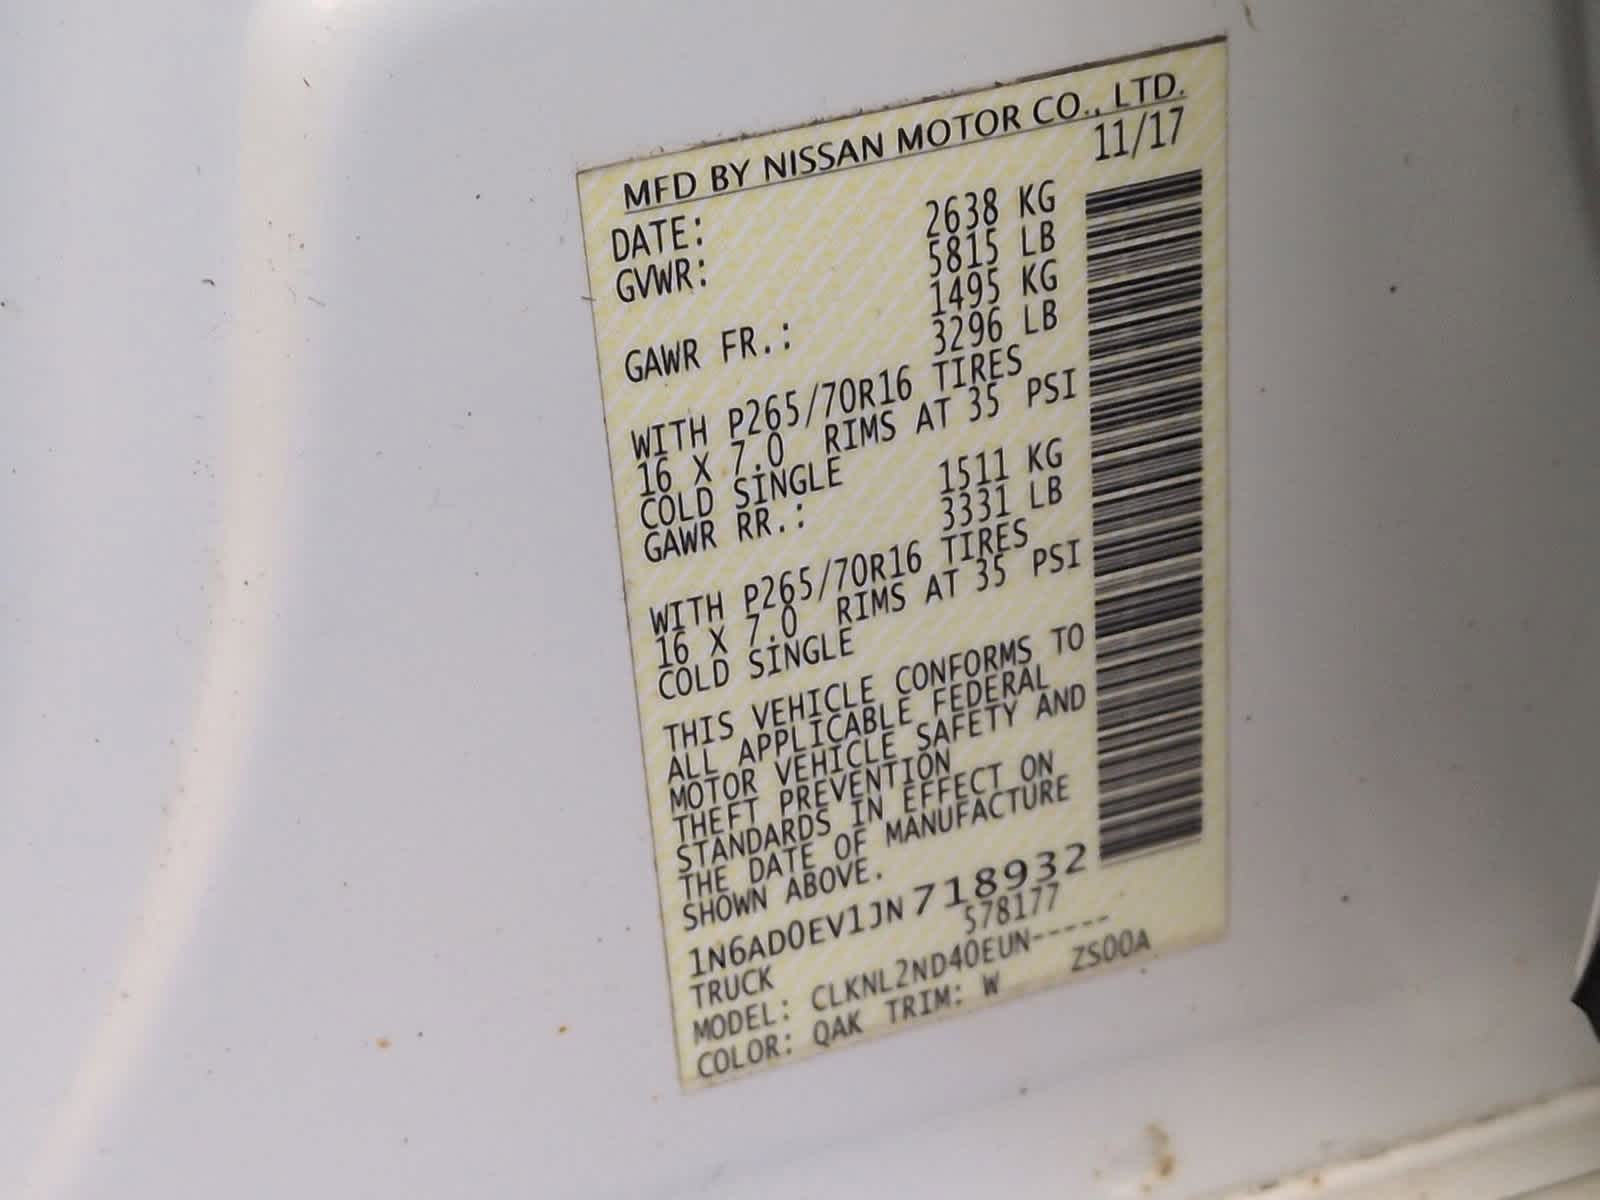 MFD BY NISSAN MOTOR CO., LTD.
DATE: 11/17
GVWR: 2638 KG
5815 LB
GAWR FR.: 1495 KG
3296 LB
WITH P265/70R16 TIRES
16 X 7.0 RIMS AT 35 PSI
COLD SINGLE
GAWR RR.: 1511 KG
3331 LB
WITH P265/70R16 TIRES
16 X 7.0 RIMS AT 35 PSI
COLD SINGLE
THIS VEHICLE CONFORMS TO
ALL APPLICABLE FEDERAL
MOTOR VEHICLE SAFETY AND
THEFT PREVENTION
STANDARDS IN EFFECT ON
THE DATE OF MANUFACTURE
SHOWN ABOVE.
1N6AD0EV1JN718932
TRUCK 578177
MODEL: CLKNL2ND40EUN-----
COLOR: QAK TRIM: W ZS00A